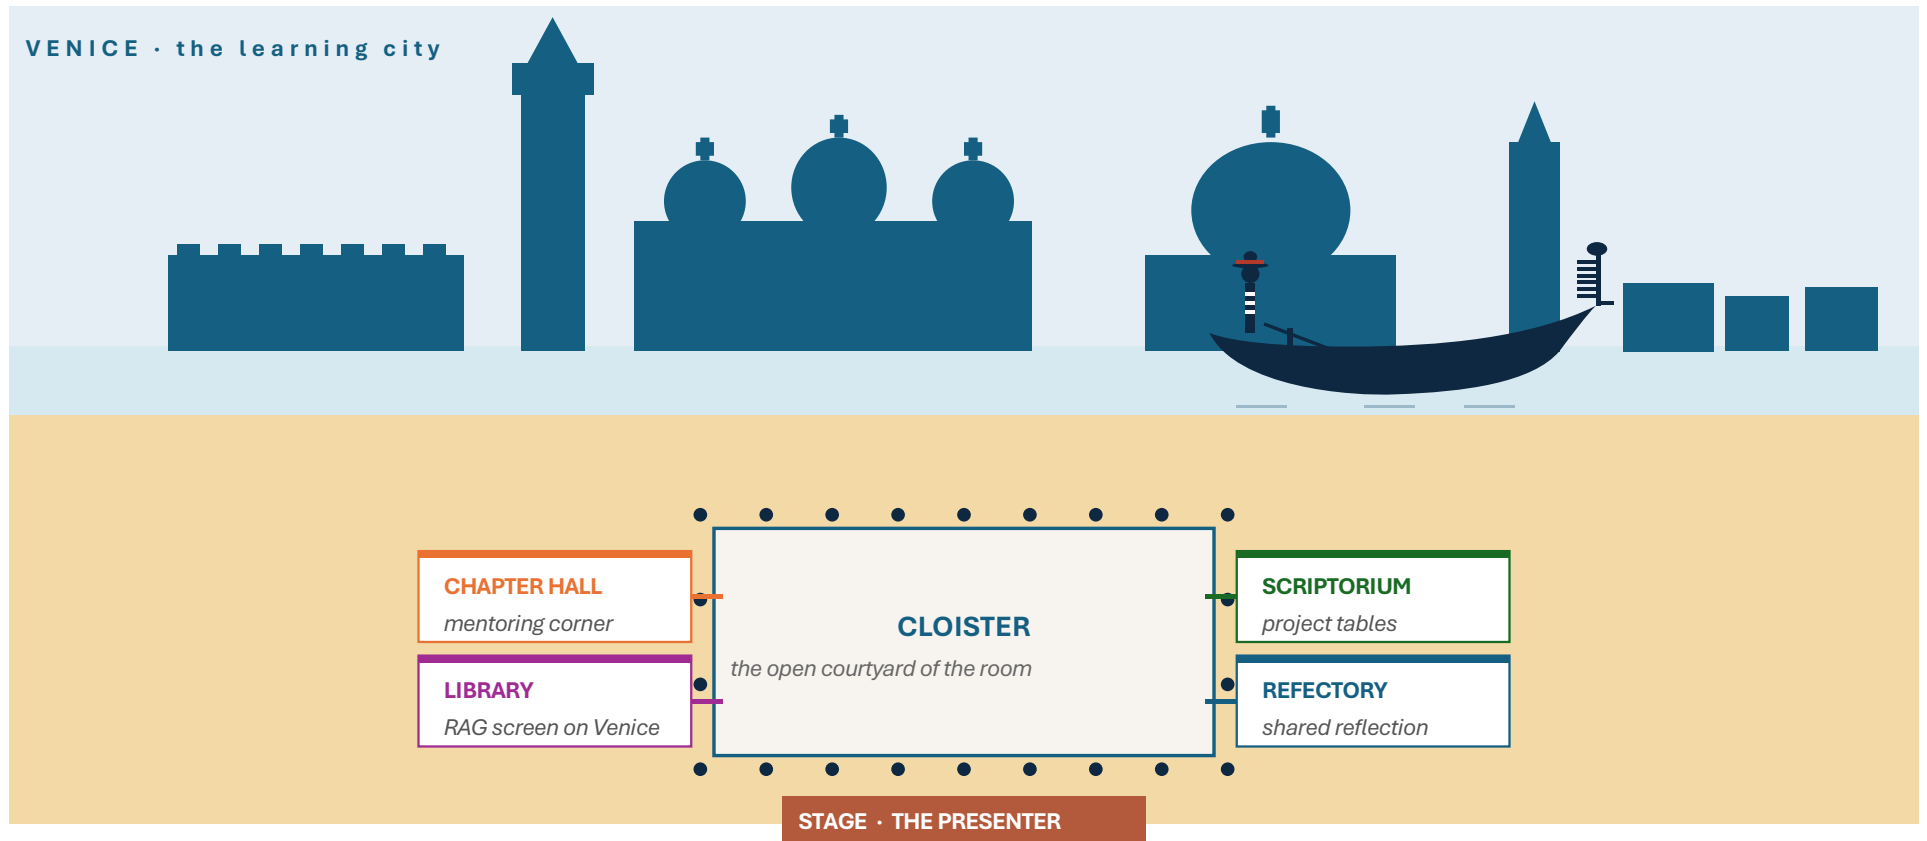 VENICE · the learning city
CHAPTER HALL
mentoring corner
LIBRARY
RAG screen on Venice
CLOISTER
the open courtyard of the room
SCRIPTORIUM
project tables
REFECTORY
shared reflection
STAGE · THE PRESENTER